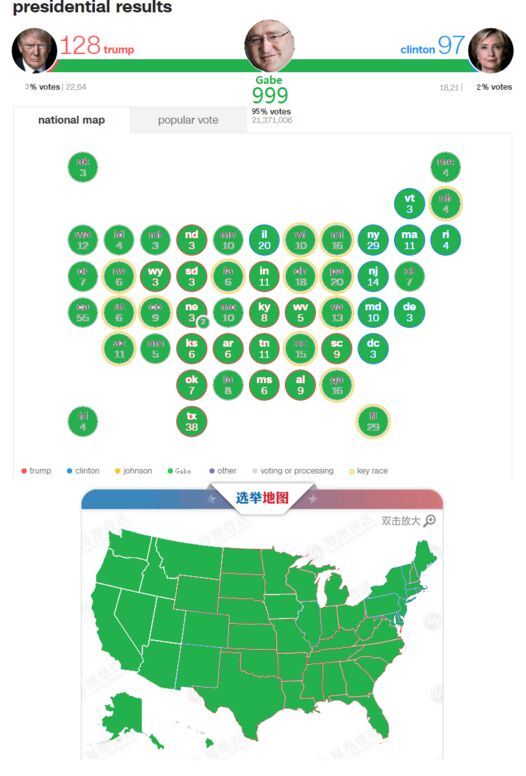 presidential results
128 trump
clinton 97
Gabe
999
3% votes | 22,64
95% votes
21,371,006
18,21 | 2% votes
national map
popular vote
ak
3
me
4
vt
3
nh
4
wa
12
id
4
mt
3
nd
3
mn
10
il
20
wi
10
mi
16
ny
29
ma
11
ri
4
or
7
nv
6
wy
3
sd
3
ia
6
in
11
oh
18
pa
20
nj
14
ct
7
ca
55
ut
6
co
9
ne
3
2
mo
10
ky
8
wv
5
va
13
md
10
de
3
az
11
nm
5
ks
6
ar
6
tn
11
nc
15
sc
9
dc
3
ok
7
la
8
ms
6
al
9
ga
16
hi
4
tx
38
fl
29
trump
clinton
johnson
Gabe
other
voting or processing
key race
选举地图
双击放大